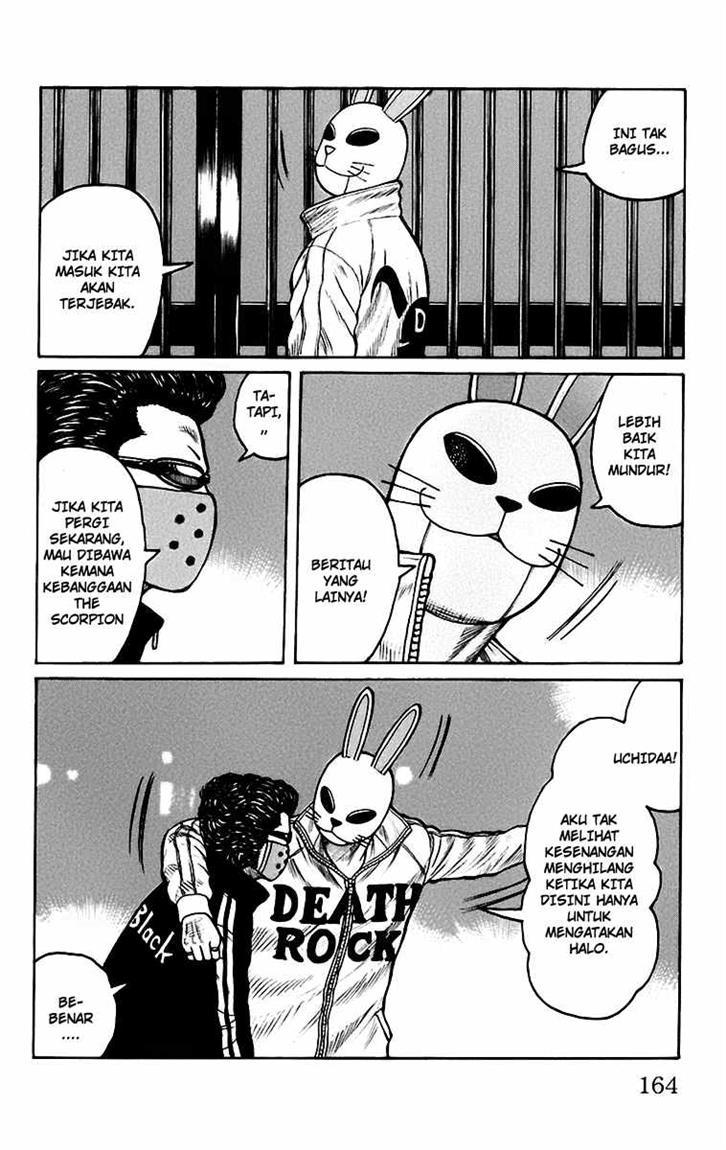 INI TAK
BAGUS...
JIKA KITA
MASUK KITA
AKAN
TERJEBAK.
D
LEBIH
BAIK
KITA
MUNDUR!
BERITAU
YANG
LAINYA!
TA-
TAPI,
,,
JIKA KITA
PERGI
SEKARANG,
MAU DIBAWA
KEMANA
KEBANGGAAN
THE
SCORPION
UCHIDAA!
AKU TAK
MELIHAT
KESENANGAN
MENGHILANG
KETIKA KITA
DISINI HANYA
UNTUK
MENGATAKAN
HALO.
DEATH
ROCK
Black
BE-
BENAR
....
164